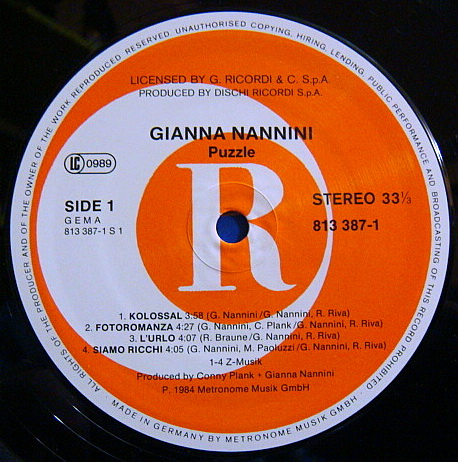 ALL RIGHTS OF THE PRODUCER AND OF THE OWNER OF THE WORK REPRODUCED RESERVED. UNAUTHORISED COPYING, HIRING, LENDING, PUBLIC PERFORMANCE AND BROADCASTING OF THIS RECORD PROHIBITED.
LICENSED BY G. RICORDI & C. S.p.A.
PRODUCED BY DISCHI RICORDI S.p.A.
GIANNA NANNINI
Puzzle
LC 0989
R
SIDE 1
GEMA
813 387-1 S 1
STEREO 33⅓
813 387-1
1. KOLOSSAL 3:58 (G. Nannini/G. Nannini, R. Riva)
2. FOTOROMANZA 4:27 (G. Nannini, C. Plank/G. Nannini, R. Riva)
3. L'URLO 4:07 (R. Braune/G. Nannini, R. Riva)
4. SIAMO RICCHI 4:05 (G. Nannini, M. Paoluzzi/G. Nannini, R. Riva)
1-4 Z-Musik
Produced by Conny Plank + Gianna Nannini
P. 1984 Metronome Musik GmbH
MADE IN GERMANY BY METRONOME MUSIK GMBH